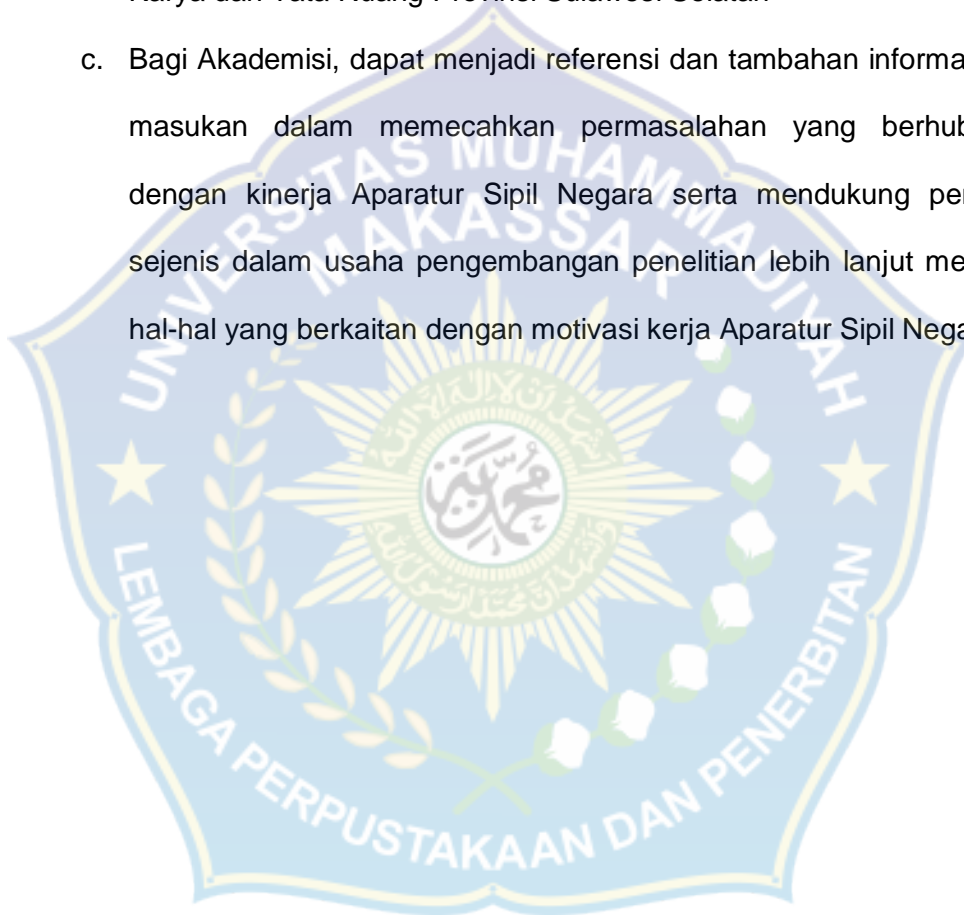 c. Bagi Akademisi, dapat menjadi referensi dan tambahan informa
masukan dalam memecahkan permasalahan yang berhub
dengan kinerja Aparatur Sipil Negara serta mendukung pe
sejenis dalam usaha pengembangan penelitian lebih lanjut me
hal-hal yang berkaitan dengan motivasi kerja Aparatur Sipil Nega
UNIVERSITAS MUHAMMADIYAH
MAKASSAR
LEMBAGA PERPUSTAKAAN DAN PENERBITAN